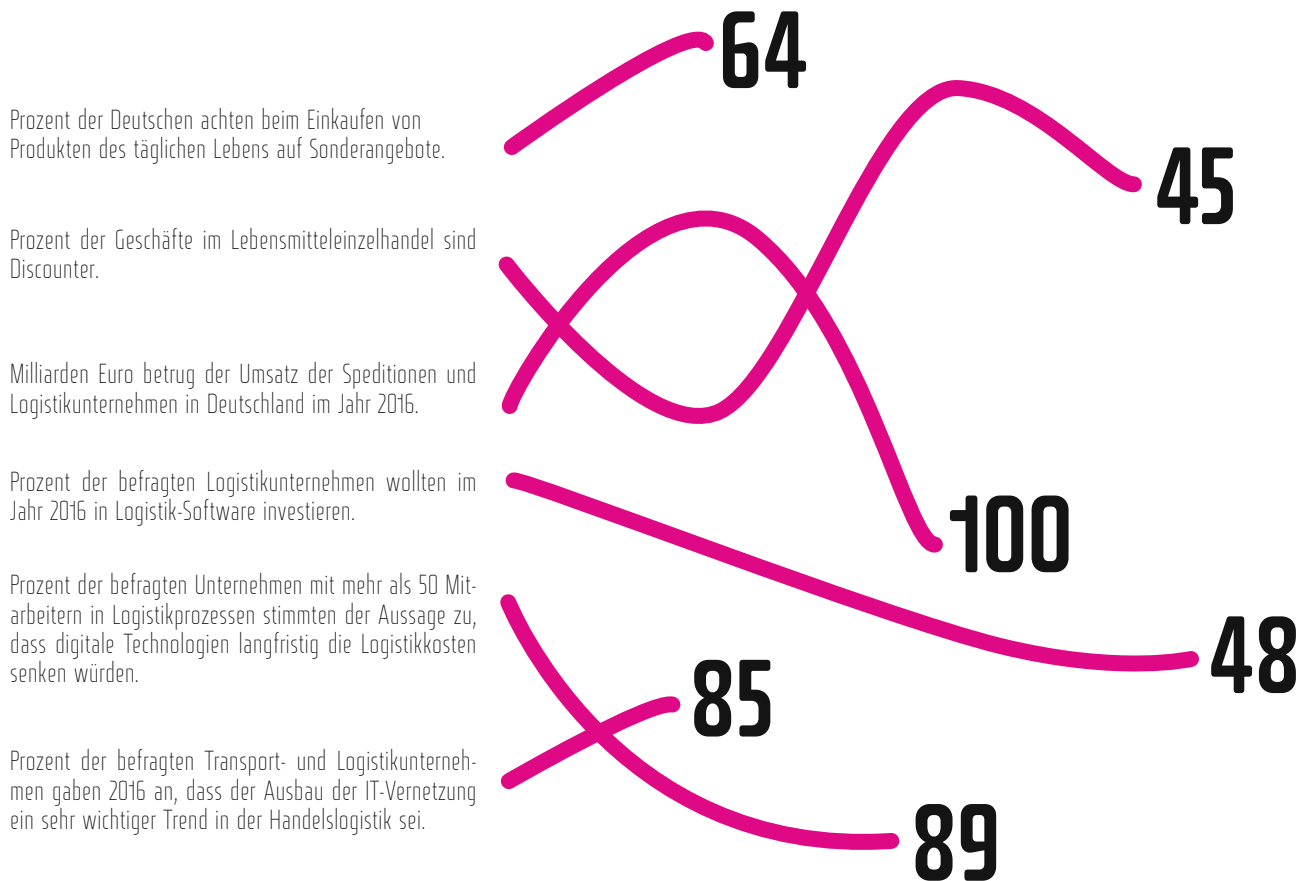 64
Prozent der Deutschen achten beim Einkaufen von
Produkten des täglichen Lebens auf Sonderangebote.
45
Prozent der Geschäfte im Lebensmitteleinzelhandel sind
Discounter.
Milliarden Euro betrug der Umsatz der Speditionen und
Logistikunternehmen in Deutschland im Jahr 2016.
Prozent der befragten Logistikunternehmen wollten im
Jahr 2016 in Logistik-Software investieren.
100
Prozent der befragten Unternehmen mit mehr als 50 Mit-
arbeitern in Logistikprozessen stimmten der Aussage zu,
dass digitale Technologien langfristig die Logistikkosten
senken würden.
48
85
Prozent der befragten Transport- und Logistikunterneh-
men gaben 2016 an, dass der Ausbau der IT-Vernetzung
ein sehr wichtiger Trend in der Handelslogistik sei.
89